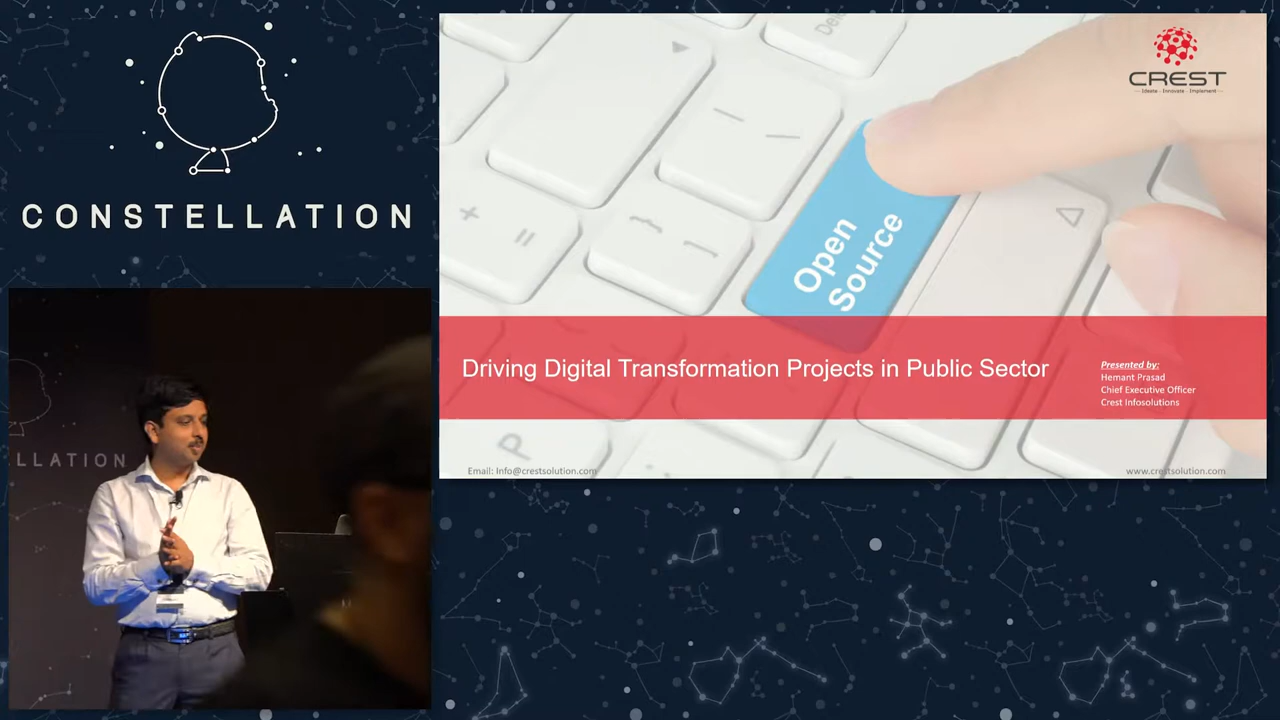 CONSTELLATION
LLATION
Delete
Open
Source
CREST
Ideate - Innovate - Implement
Driving Digital Transformation Projects in Public Sector
Presented by:
Hemant Prasad
Chief Executive Officer
Crest Infosolutions
P
Email: Info@crestsolution.com
www.crestsolution.com